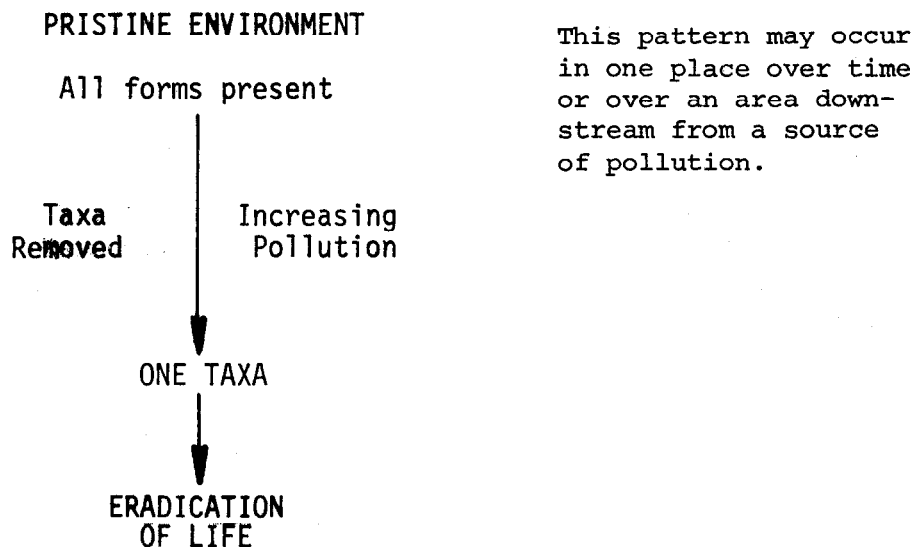 PRISTINE ENVIRONMENT
All forms present
Taxa
Removed
Increasing
Pollution
ONE TAXA
ERADICATION
OF LIFE
This pattern may occur
in one place over time
or over an area down-
stream from a source
of pollution.